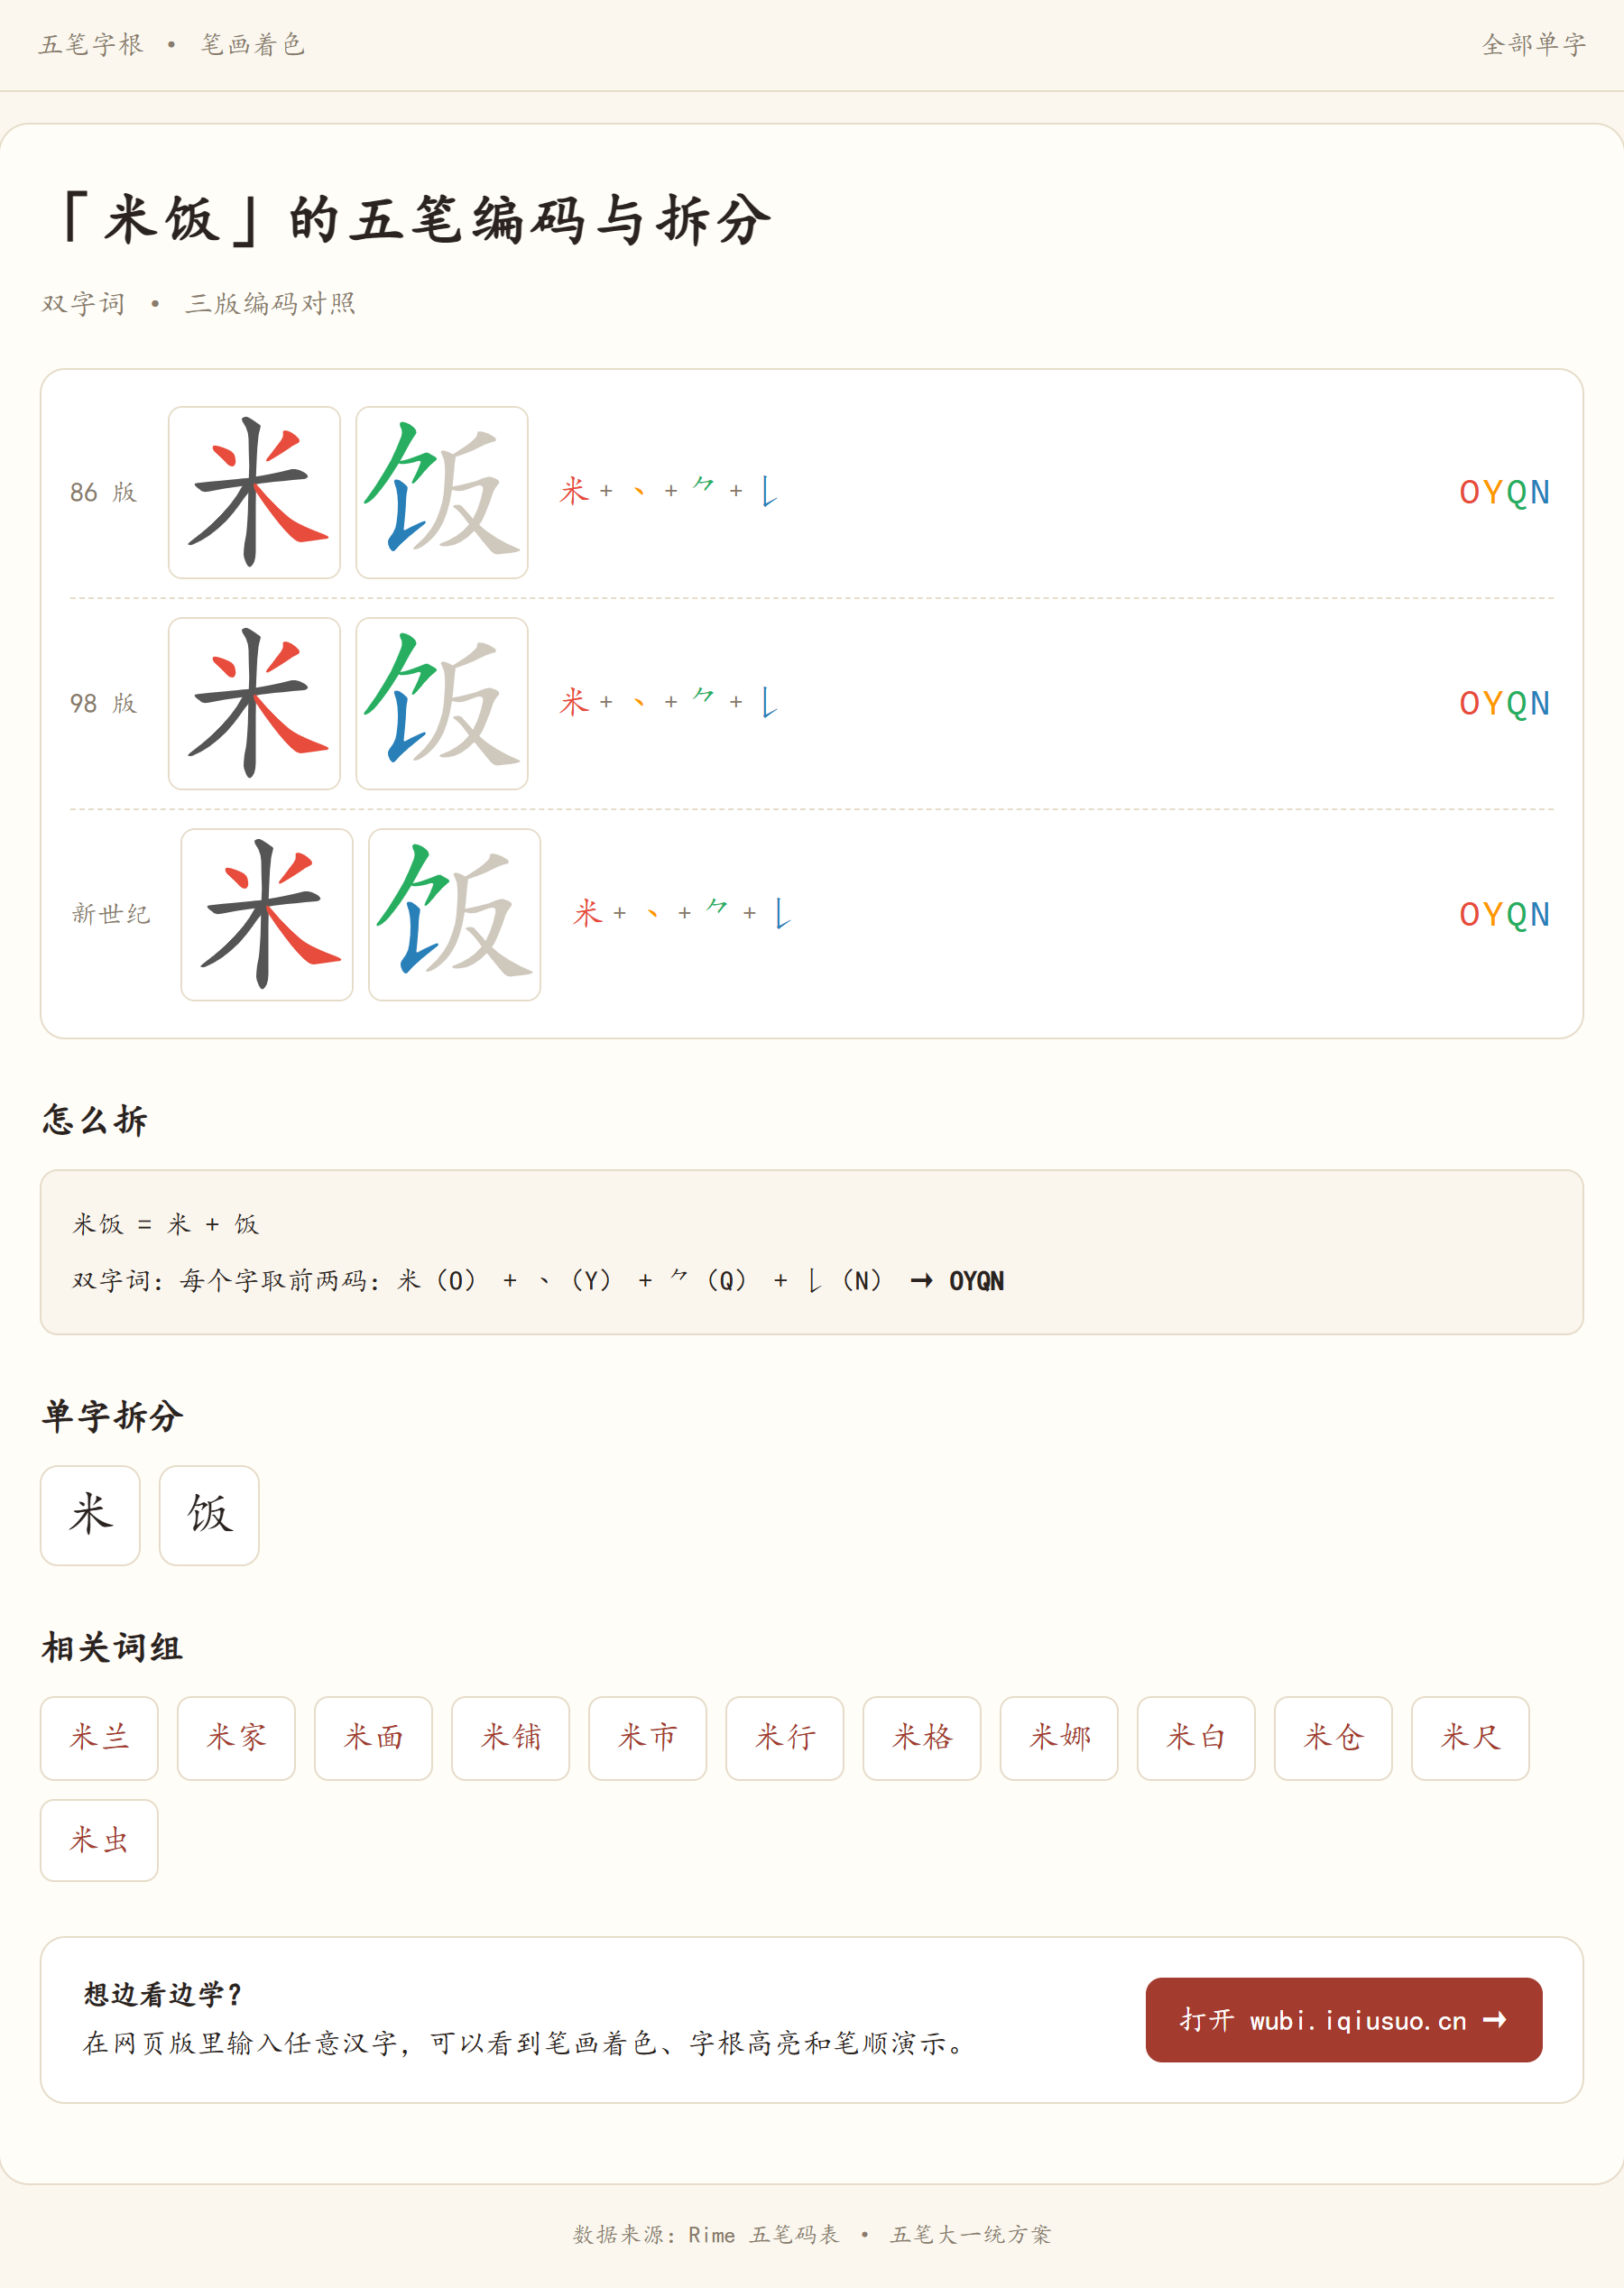 五笔字根 • 笔画着色 全部单字
「米饭」的五笔编码与拆分
双字词 • 三版编码对照
86 版 米 饭 米 + 丶 + ⺈ + 𠄌 OYQN
98 版 米 饭 米 + 丶 + ⺈ + 𠄌 OYQN
新世纪 米 饭 米 + 丶 + ⺈ + 𠄌 OYQN
怎么拆
米饭 = 米 + 饭
双字词：每个字取前两码：米（O） + 丶（Y） + ⺈（Q） + 𠄌（N） → OYQN
单字拆分
米 饭
相关词组
米兰 米家 米面 米铺 米市 米行 米格 米娜 米白 米仓 米尺
米虫
想边看边学？
在网页版里输入任意汉字，可以看到笔画着色、字根高亮和笔顺演示。
打开 wubi.iqiusuo.cn →
数据来源：Rime 五笔码表 • 五笔大一统方案